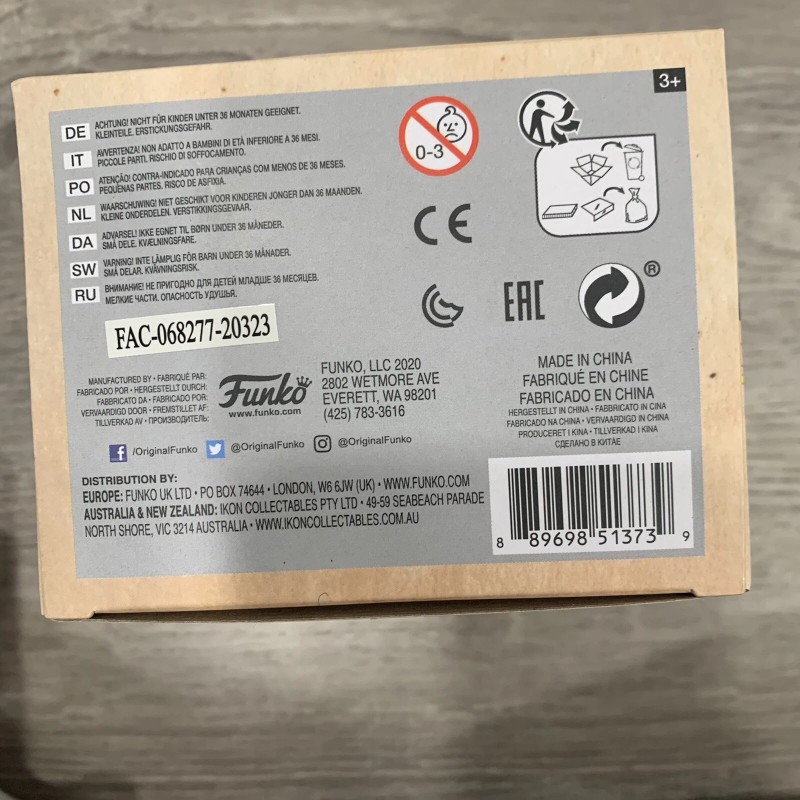 3+
DE ACHTUNG! NICHT FÜR KINDER UNTER 36 MONATEN GEEIGNET.
KLEINTEILE. ERSTICKUNGSGEFAHR.
IT AVVERTENZA! NON ADATTO A BAMBINI DI ETÀ INFERIORE A 36 MESI.
PICCOLE PARTI. RISCHIO DI SOFFOCAMENTO.
PO ATENÇÃO! CONTRA-INDICADO PARA CRIANÇAS COM MENOS DE 36 MESES.
PEQUENAS PARTES. RISCO DE ASFIXIA.
NL WAARSCHUWING! NIET GESCHIKT VOOR KINDEREN JONGER DAN 36 MAANDEN.
KLEINE ONDERDELEN. VERSTIKKINGSGEVAAR.
DA ADVARSEL! IKKE EGNET TIL BØRN UNDER 36 MÅNEDER.
SMÅ DELE. KVÆLNINGSFARE.
SW VARNING! INTE LÄMPLIG FÖR BARN UNDER 36 MÅNADER.
SMÅ DELAR. KVÄVNINGSRISK.
RU ВНИМАНИЕ! НЕ ПРИГОДНО ДЛЯ ДЕТЕЙ МЛАДШЕ 36 МЕСЯЦЕВ.
МЕЛКИЕ ЧАСТИ. ОПАСНОСТЬ УДУШЬЯ.
0-3
CE
EAC
®
FAC-068277-20323
MANUFACTURED BY • FABRIQUÉ PAR:
FABRICADO POR • HERGESTELLT DURCH:
FABBRICATO DA • FABRICADO POR:
VERVAARDIGD DOOR • FREMSTILLET AF:
TILLVERKAD AV • ПРОИЗВОДИТЕЛЬ:
Funko
www.funko.com
FUNKO, LLC 2020
2802 WETMORE AVE
EVERETT, WA 98201
(425) 783-3616
MADE IN CHINA
FABRIQUÉ EN CHINE
FABRICADO EN CHINA
HERGESTELLT IN CHINA • FABBRICATO IN CINA
FABRICADO NA CHINA • VERVAARDIGD IN CHINA
PRODUCERET I KINA • TILLVERKAD I KINA
СДЕЛАНО В КИТАЕ
/OriginalFunko @OriginalFunko @OriginalFunko
DISTRIBUTION BY:
EUROPE: FUNKO UK LTD • PO BOX 74644 • LONDON, W6 6JW (UK) • WWW.FUNKO.COM
AUSTRALIA & NEW ZEALAND: IKON COLLECTABLES PTY LTD • 49-59 SEABEACH PARADE
NORTH SHORE, VIC 3214 AUSTRALIA • WWW.IKONCOLLECTABLES.COM.AU
8 89698 51373 9